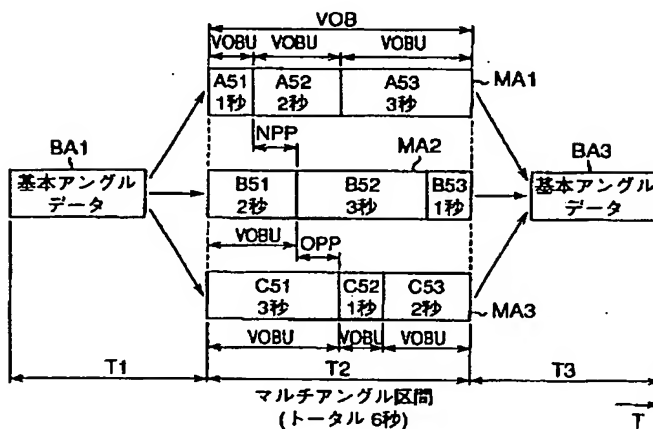 VOB
VOBU VOBU VOBU
A51 A52 A53
1秒 2秒 3秒
MA1
NPP
BA1
MA2
BA3
基本アングル
データ
B51 B52 B53
2秒 3秒 1秒
基本アングル
データ
VOBU OPP
C51 C52 C53
3秒 1秒 2秒
MA3
VOBU VOBU VOBU
T1 T2 T3
マルチアングル区間
(トータル 6秒)
T